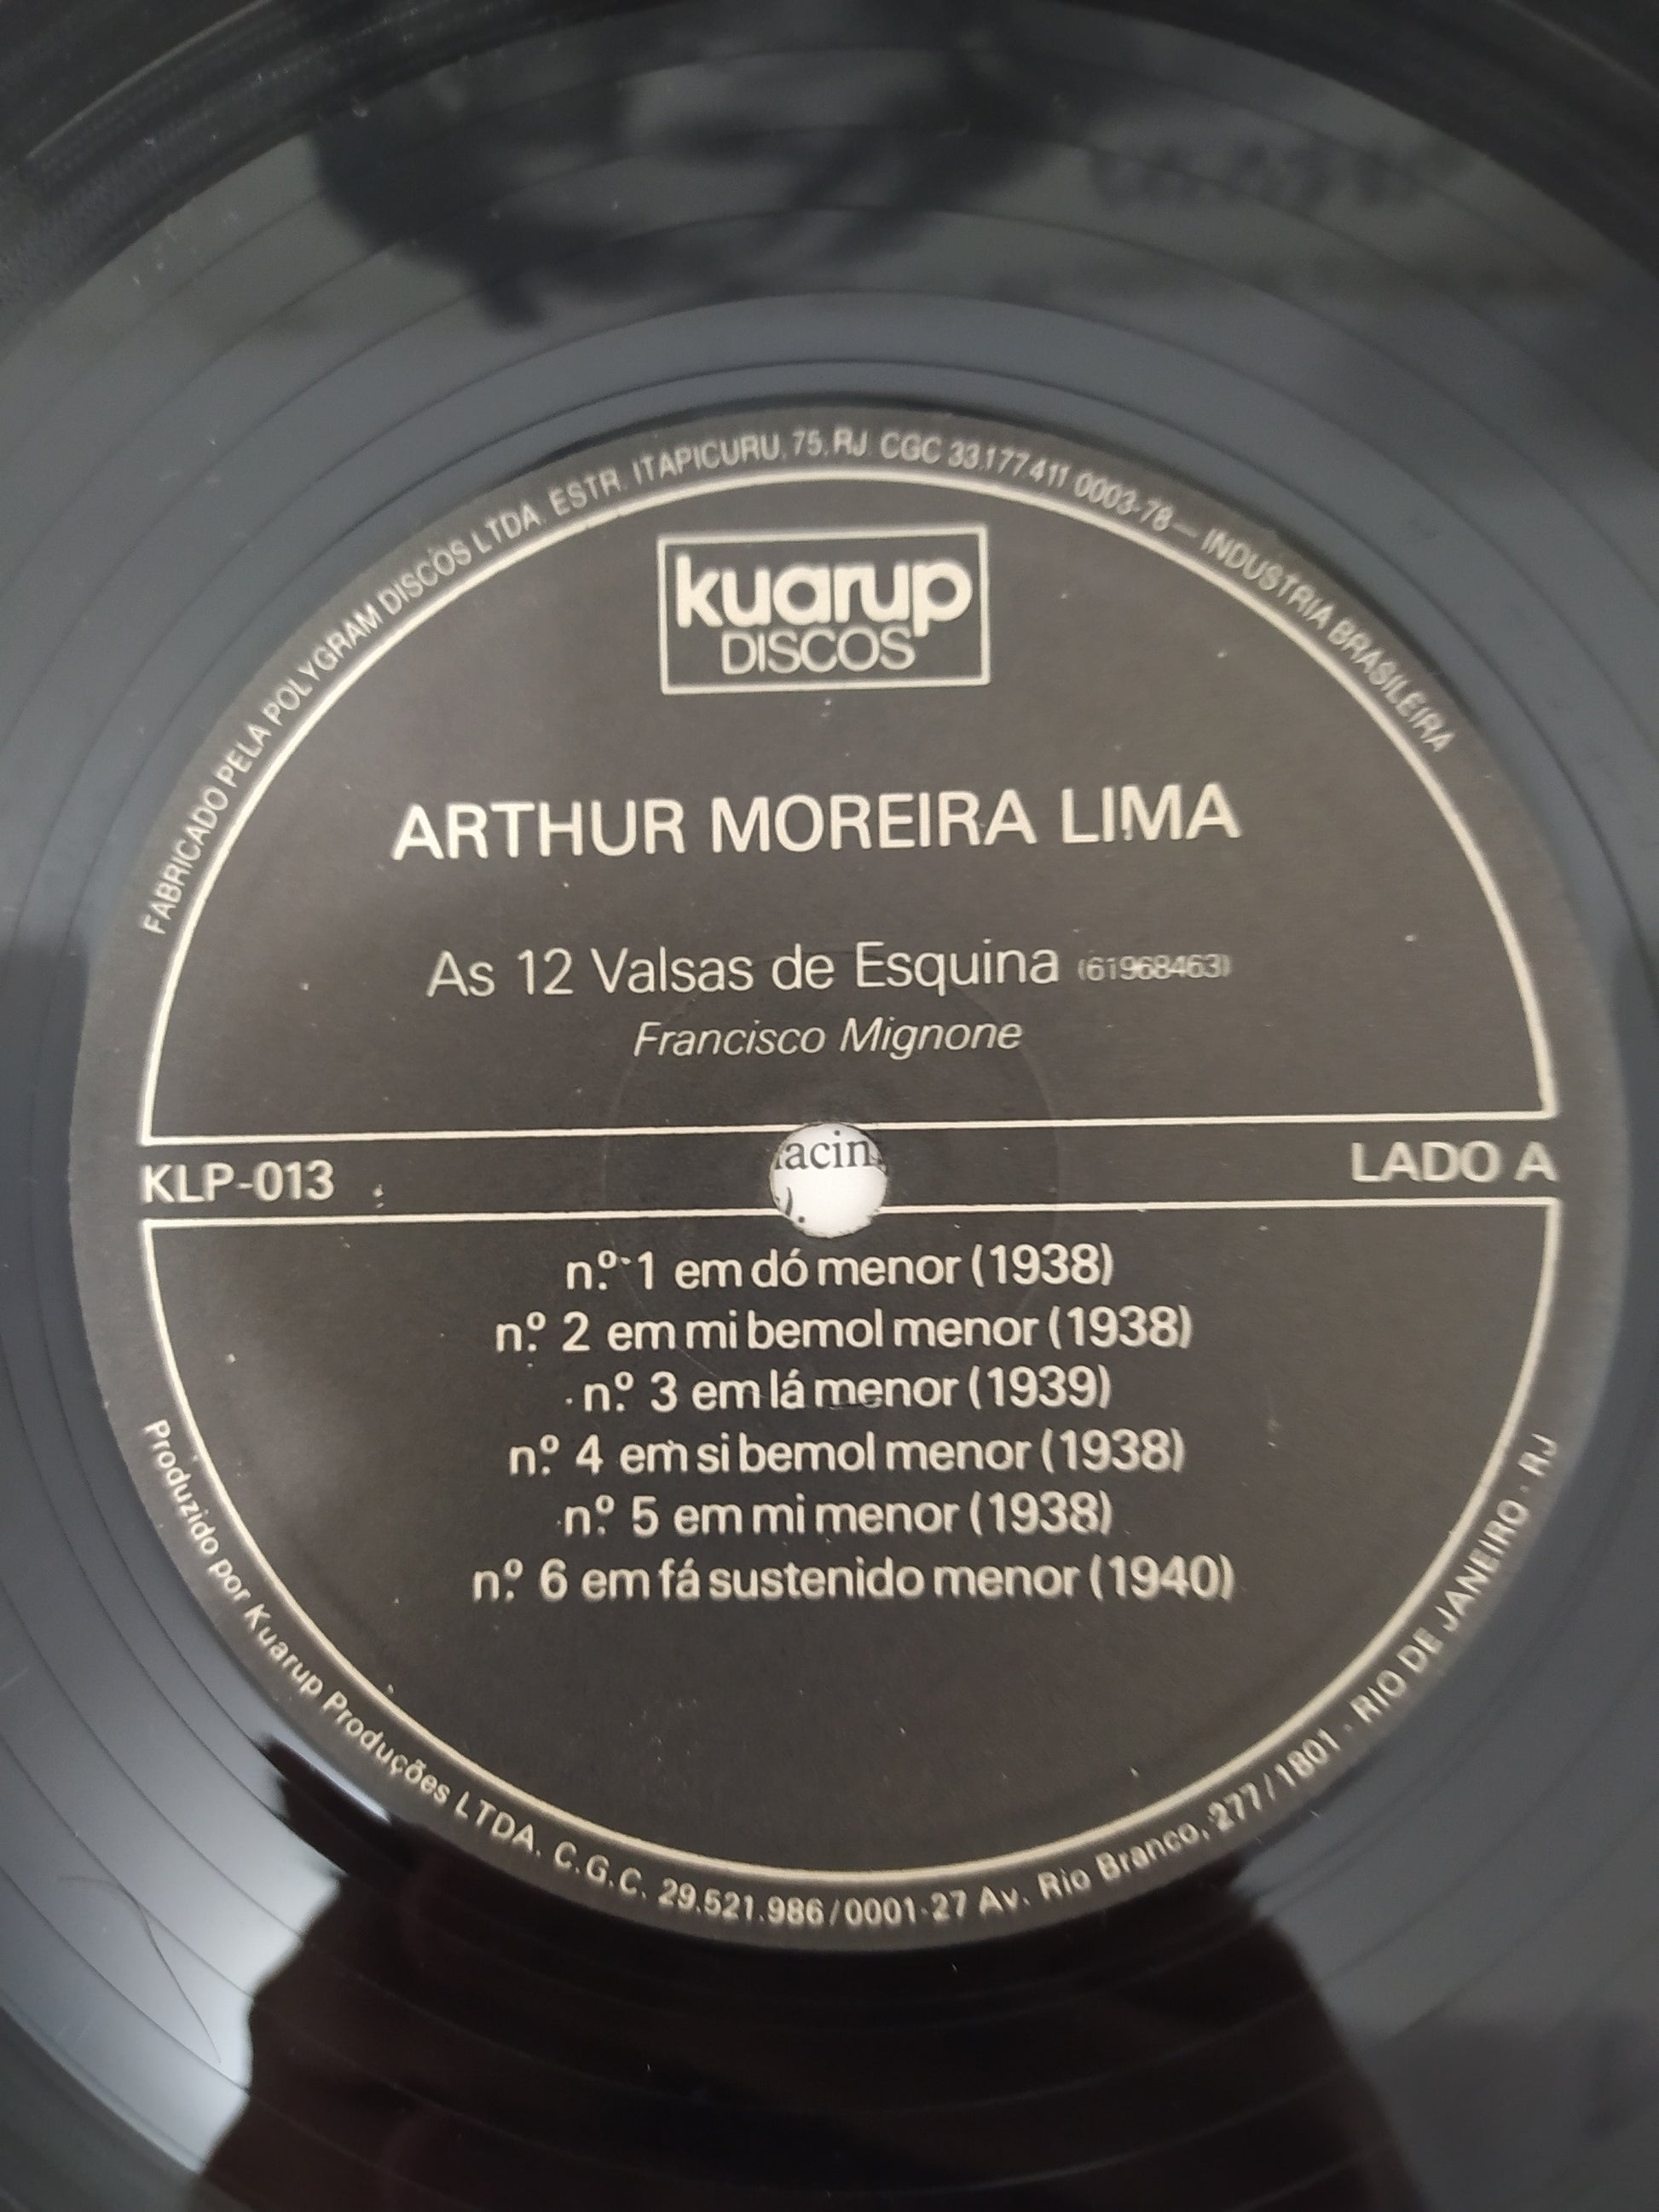 FABRICADO PELA POLYGRAM DISCOS LTDA. ESTR. ITAPICURU, 75, RJ. CGC 33.177.411 0003-78 — INDUSTRIA BRASILEIRA
kuarup
DISCOS
ARTHUR MOREIRA LIMA
As 12 Valsas de Esquina (61968463)
Francisco Mignone
KLP-013
LADO A
n.º 1 em dó menor (1938)
n.º 2 em mi bemol menor (1938)
n.º 3 em lá menor (1939)
n.º 4 em si bemol menor (1938)
n.º 5 em mi menor (1938)
n.º 6 em fá sustenido menor (1940)
Produzido por Kuarup Produções LTDA. C.G.C. 29.521.986/0001-27 Av. Rio Branco, 277/1801 · RIO DE JANEIRO · RJ